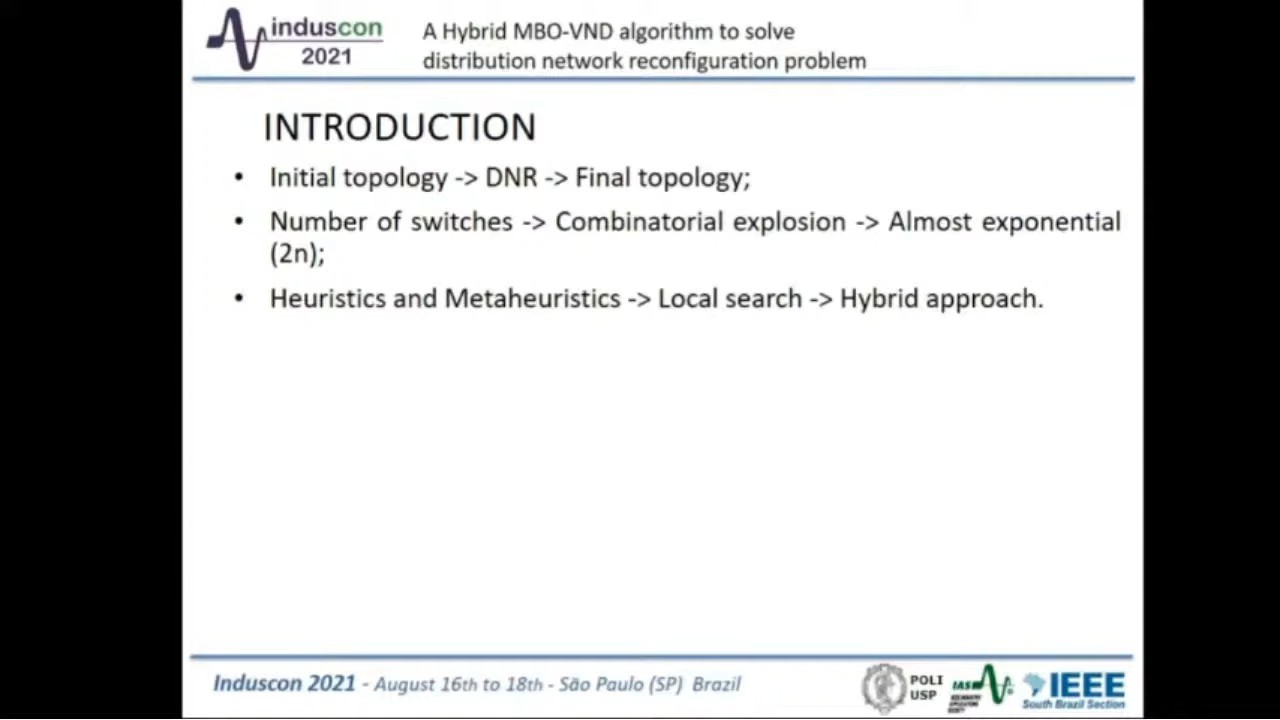 induscon
2021
A Hybrid MBO-VND algorithm to solve
distribution network reconfiguration problem
INTRODUCTION
• Initial topology -> DNR -> Final topology;
• Number of switches -> Combinatorial explosion -> Almost exponential
(2n);
• Heuristics and Metaheuristics -> Local search -> Hybrid approach.
Induscon 2021 - August 16th to 18th - São Paulo (SP) Brazil
POLI
USP
IAS
IEEE
South Brazil Section